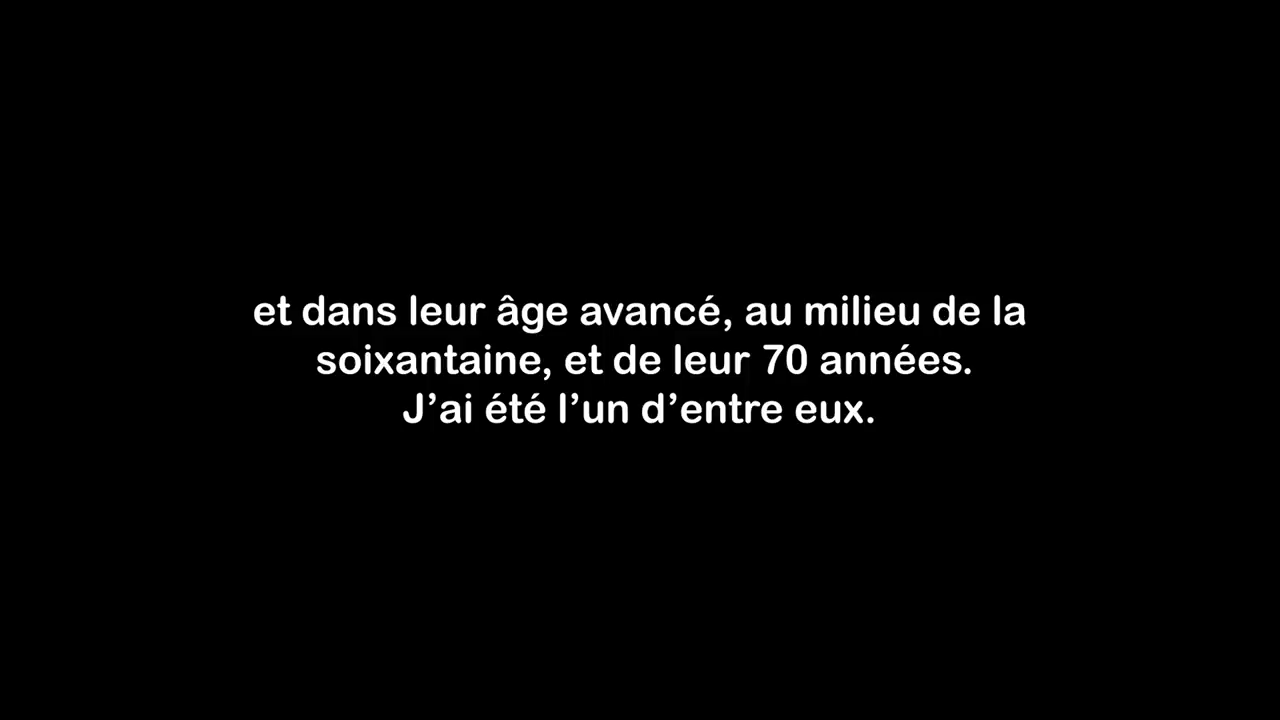 et dans leur âge avancé, au milieu de la
soixantaine, et de leur 70 années.
J’ai été l’un d’entre eux.